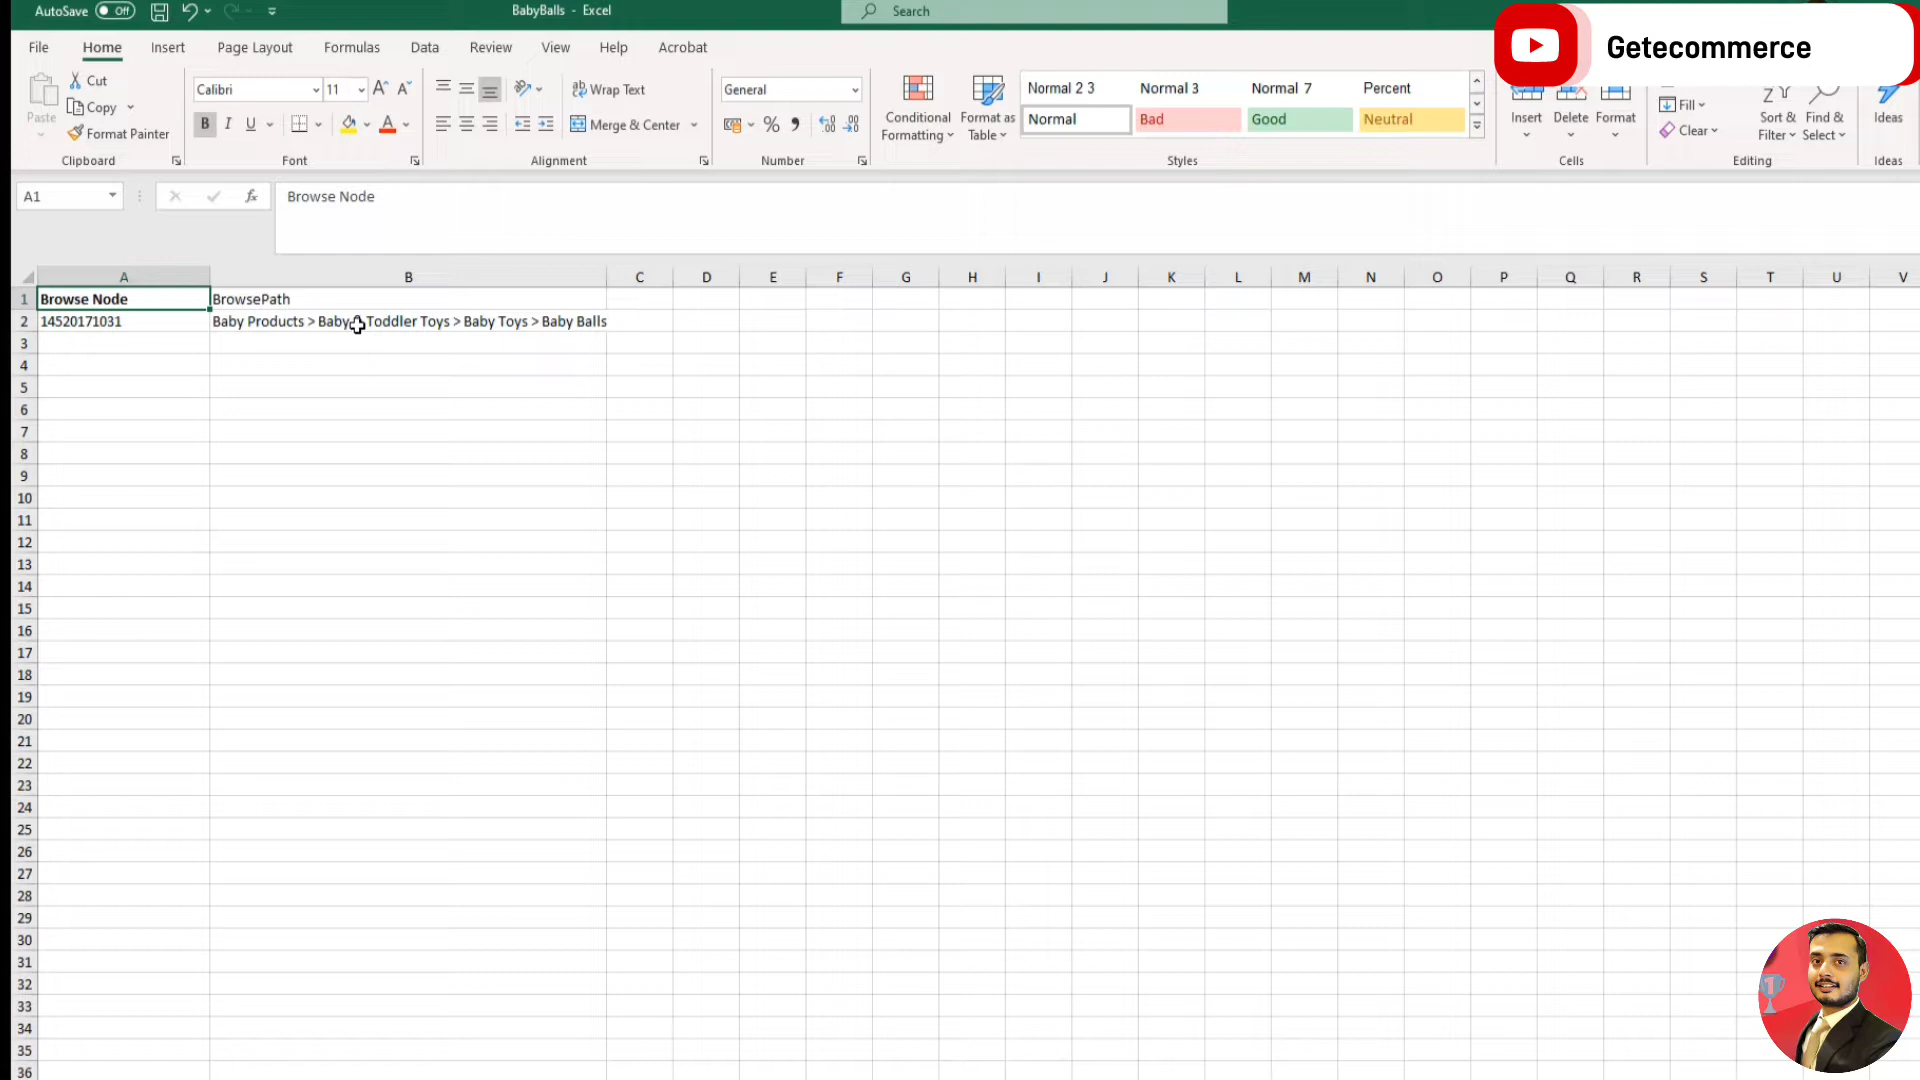 AutoSave Off BabyBalls - Excel Search
Getecommerce
File Home Insert Page Layout Formulas Data Review View Help Acrobat
Paste Cut Copy Format Painter
Calibri 11 Wrap Text General
B I U Merge & Center % ,
Conditional Formatting Format as Table
Normal 2 3 Normal 3 Normal 7 Percent
Normal Bad Good Neutral
Insert Delete Format Fill Clear Sort & Filter Find & Select Ideas
Clipboard Font Alignment Number Styles Cells Editing Ideas
A1 fx Browse Node
A B C D E F G H I J K L M N O P Q R S T U V
1 Browse Node BrowsePath
2 14520171031 Baby Products > Baby Toddler Toys > Baby Toys > Baby Balls
3
4
5
6
7
8
9
10
11
12
13
14
15
16
17
18
19
20
21
22
23
24
25
26
27
28
29
30
31
32
33
34
35
36
1